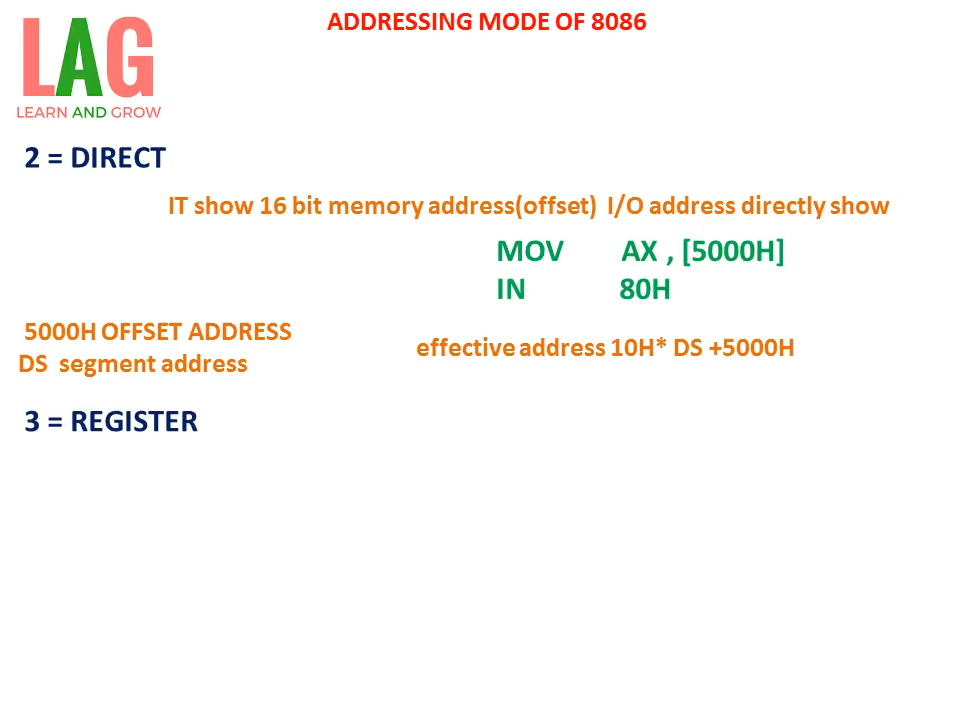 ADDRESSING MODE OF 8086
LAG
LEARN AND GROW
2 = DIRECT
IT show 16 bit memory address(offset) I/O address directly show
MOV AX , [5000H]
IN 80H
5000H OFFSET ADDRESS
DS segment address
effective address 10H* DS +5000H
3 = REGISTER